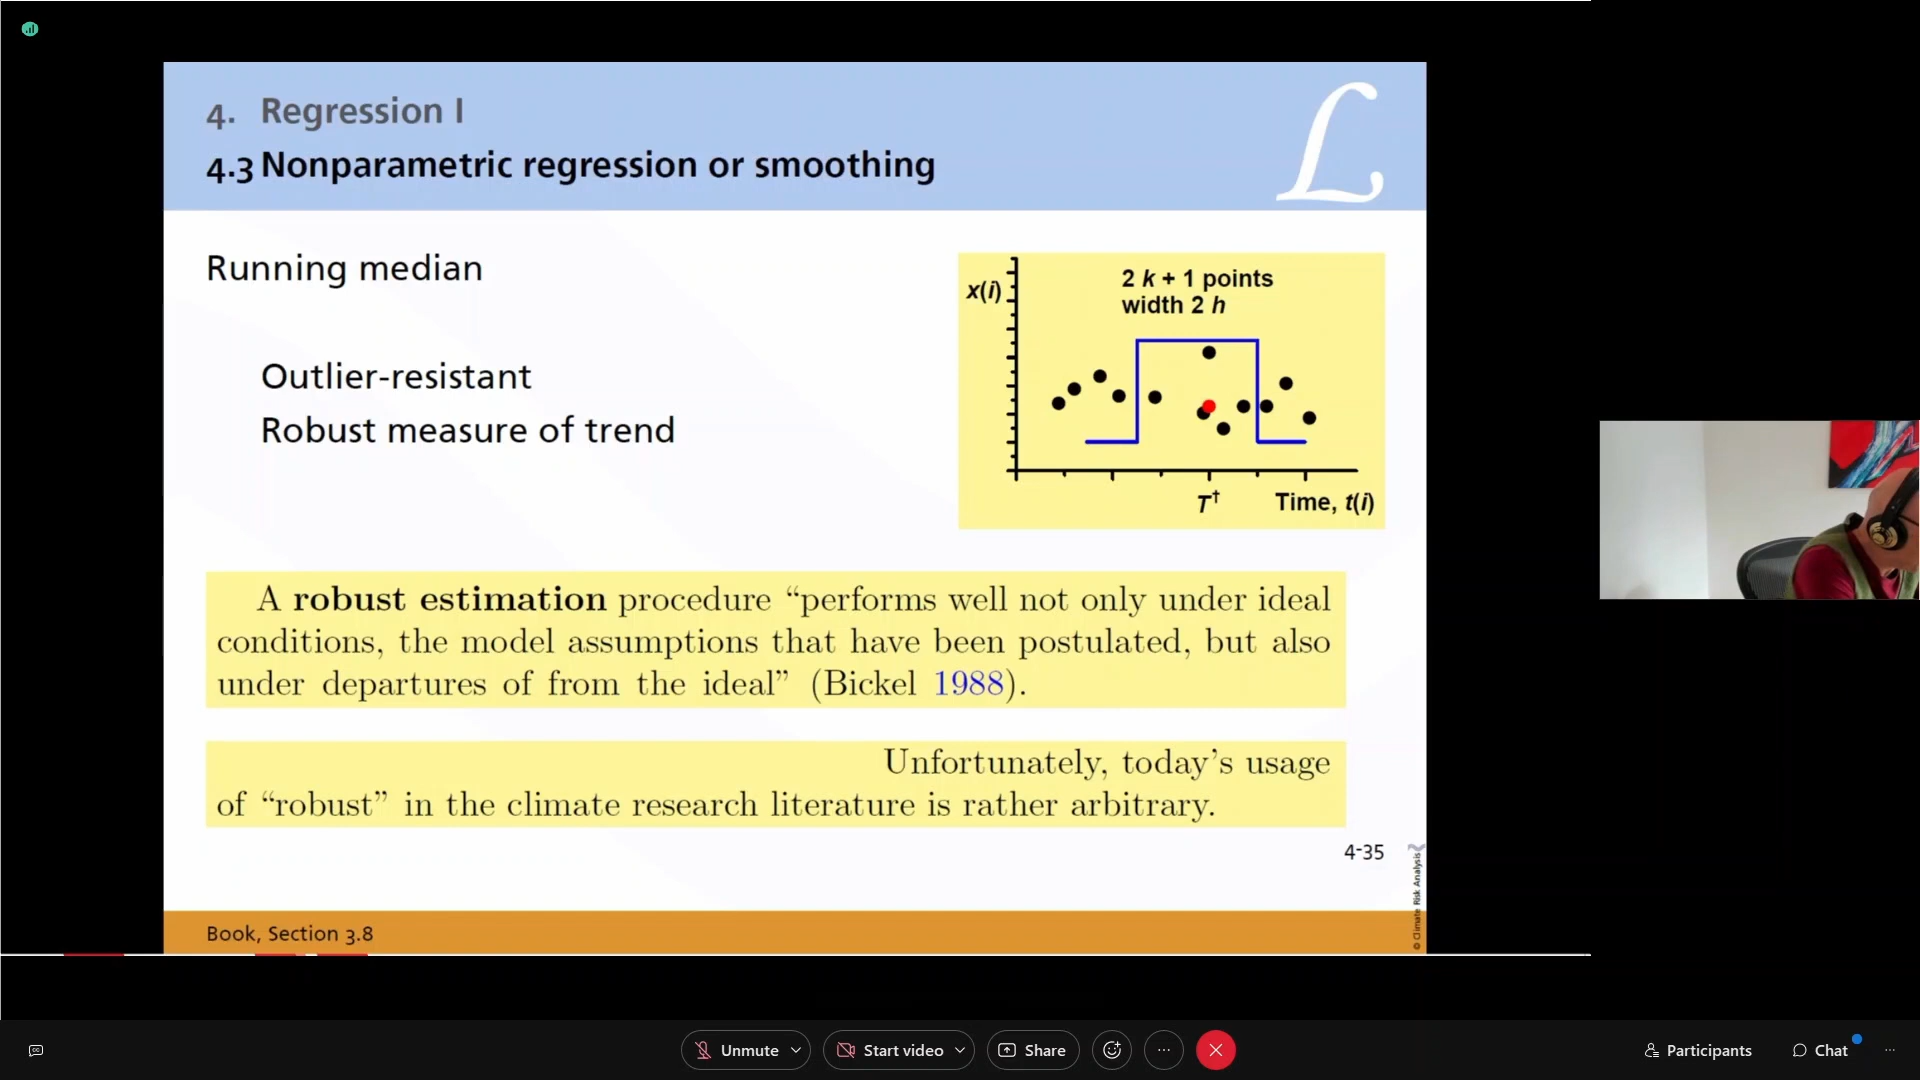 4. Regression I
4.3 Nonparametric regression or smoothing
L
Running median
Outlier-resistant
Robust measure of trend
2 k + 1 points
width 2 h
x(i)
T†
Time, t(i)
A robust estimation procedure “performs well not only under ideal
conditions, the model assumptions that have been postulated, but also
under departures of from the ideal” (Bickel 1988).
Unfortunately, today’s usage
of “robust” in the climate research literature is rather arbitrary.
4-35
© Climate Risk Analysis
Book, Section 3.8
Unmute
Start video
Share
Participants
Chat